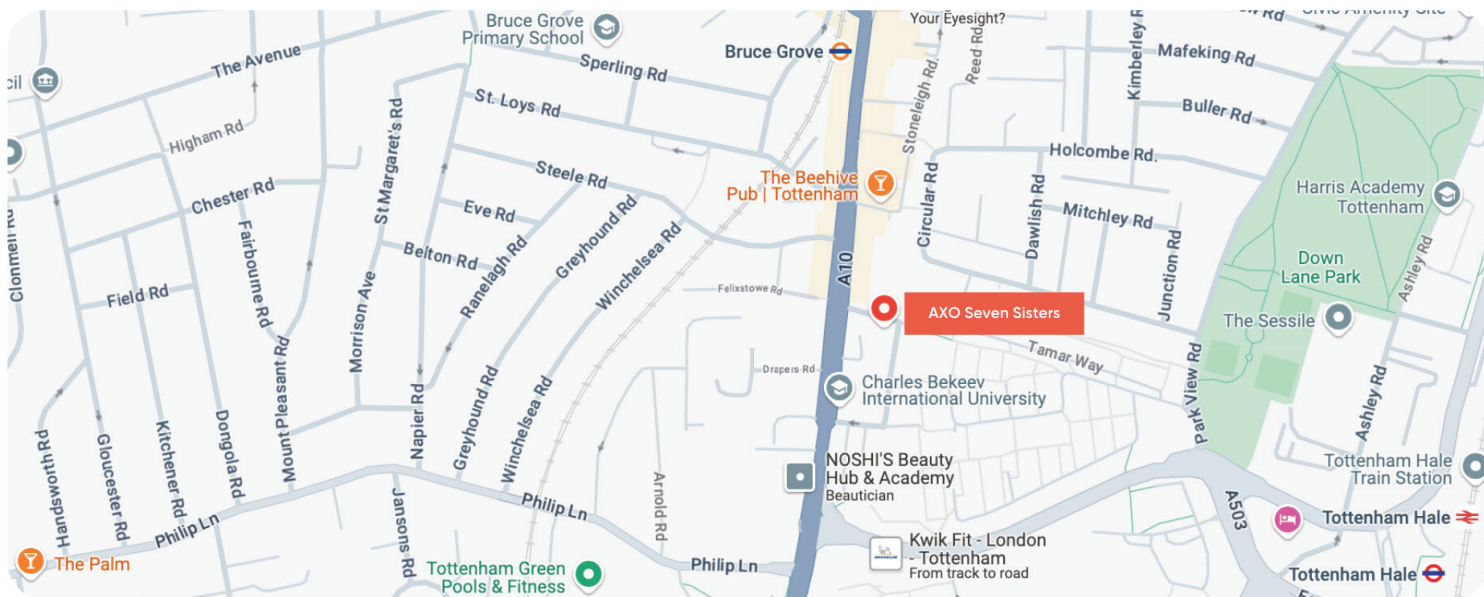 Your Eyesight?
Civic Amenity Site
Bruce Grove
Primary School
The Avenue
cil
Sperling Rd
Bruce Grove
Reed Rd
Kimberley R
Mafeking Rd
Buller Rd
Higham Rd
St. Loys Rd
Stoneleigh Rd.
St Margaret's Rd
Steele Rd
Holcombe Rd.
Chester Rd
The Beehive
Pub | Tottenham
Harris Academy
Tottenham
Eve Rd
Greyhound Rd
Circular Rd
Dawlish Rd
Mitchley Rd
Clonmell Rd
Fairbourne Rd
Belton Rd
Ranelagh Rd
Winchelsea Rd
A10
Junction Rd
Down
Lane Park
Ashley Rd
Field Rd
Morrison Ave
Felixstowe Rd
AXO Seven Sisters
The Sessile
Tamar Way
Mount Pleasant Rd
Drapers Rd
Charles Bekeev
International University
Park View Rd
Ashley Rd
Napier Rd
Greyhound Rd
Winchelsea Rd
Handsworth Rd
Gloucester Rd
Kitchener Rd
Dongola Rd
NOSHI'S Beauty
Hub & Academy
Beautician
Tottenham Hale
Train Station
Philip Ln
Jansons Rd
Philip Ln
Arnold Rd
A503
Tottenham Hale
The Palm
Tottenham Green
Pools & Fitness
Philip Ln
Kwik Fit - London
- Tottenham
From track to road
Tottenham Hale